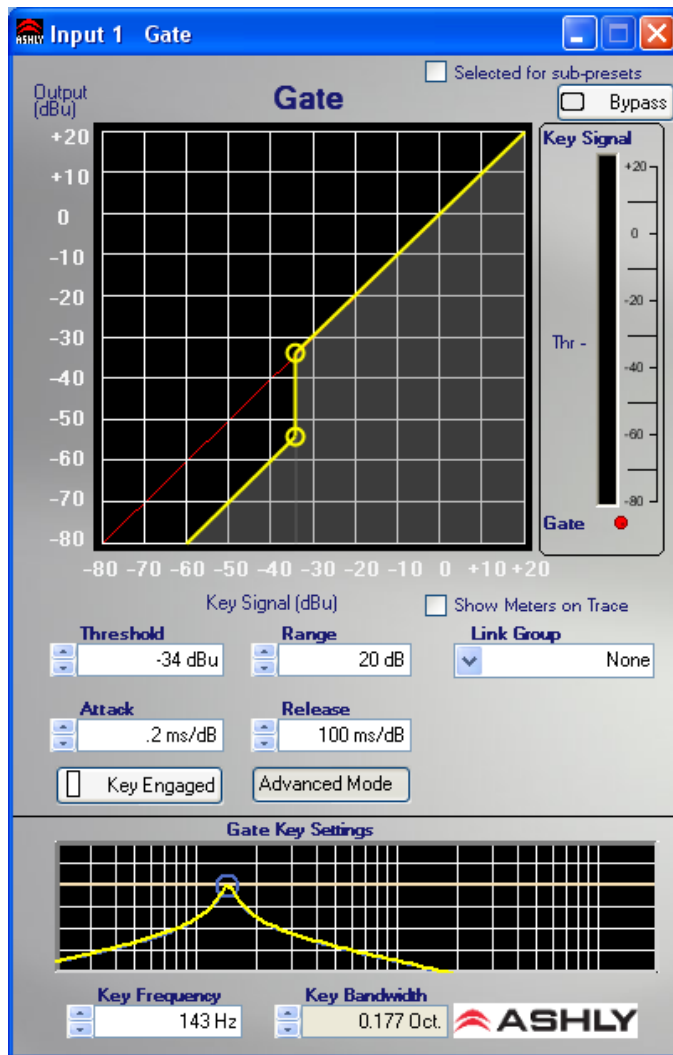 ASHLY Input 1 Gate
Selected for sub-presets
Output
(dBu)
Gate
Bypass
Key Signal
+20
+10
0
-10
-20
-30
-40
-50
-60
-70
-80
+20
0
-20
Thr -
-40
-60
-80
Gate
-80 -70 -60 -50 -40 -30 -20 -10 0 +10 +20
Key Signal (dBu)
Show Meters on Trace
Threshold Range Link Group
-34 dBu 20 dB None
Attack Release
.2 ms/dB 100 ms/dB
Key Engaged Advanced Mode
Gate Key Settings
Key Frequency Key Bandwidth
143 Hz 0.177 Oct.
ASHLY